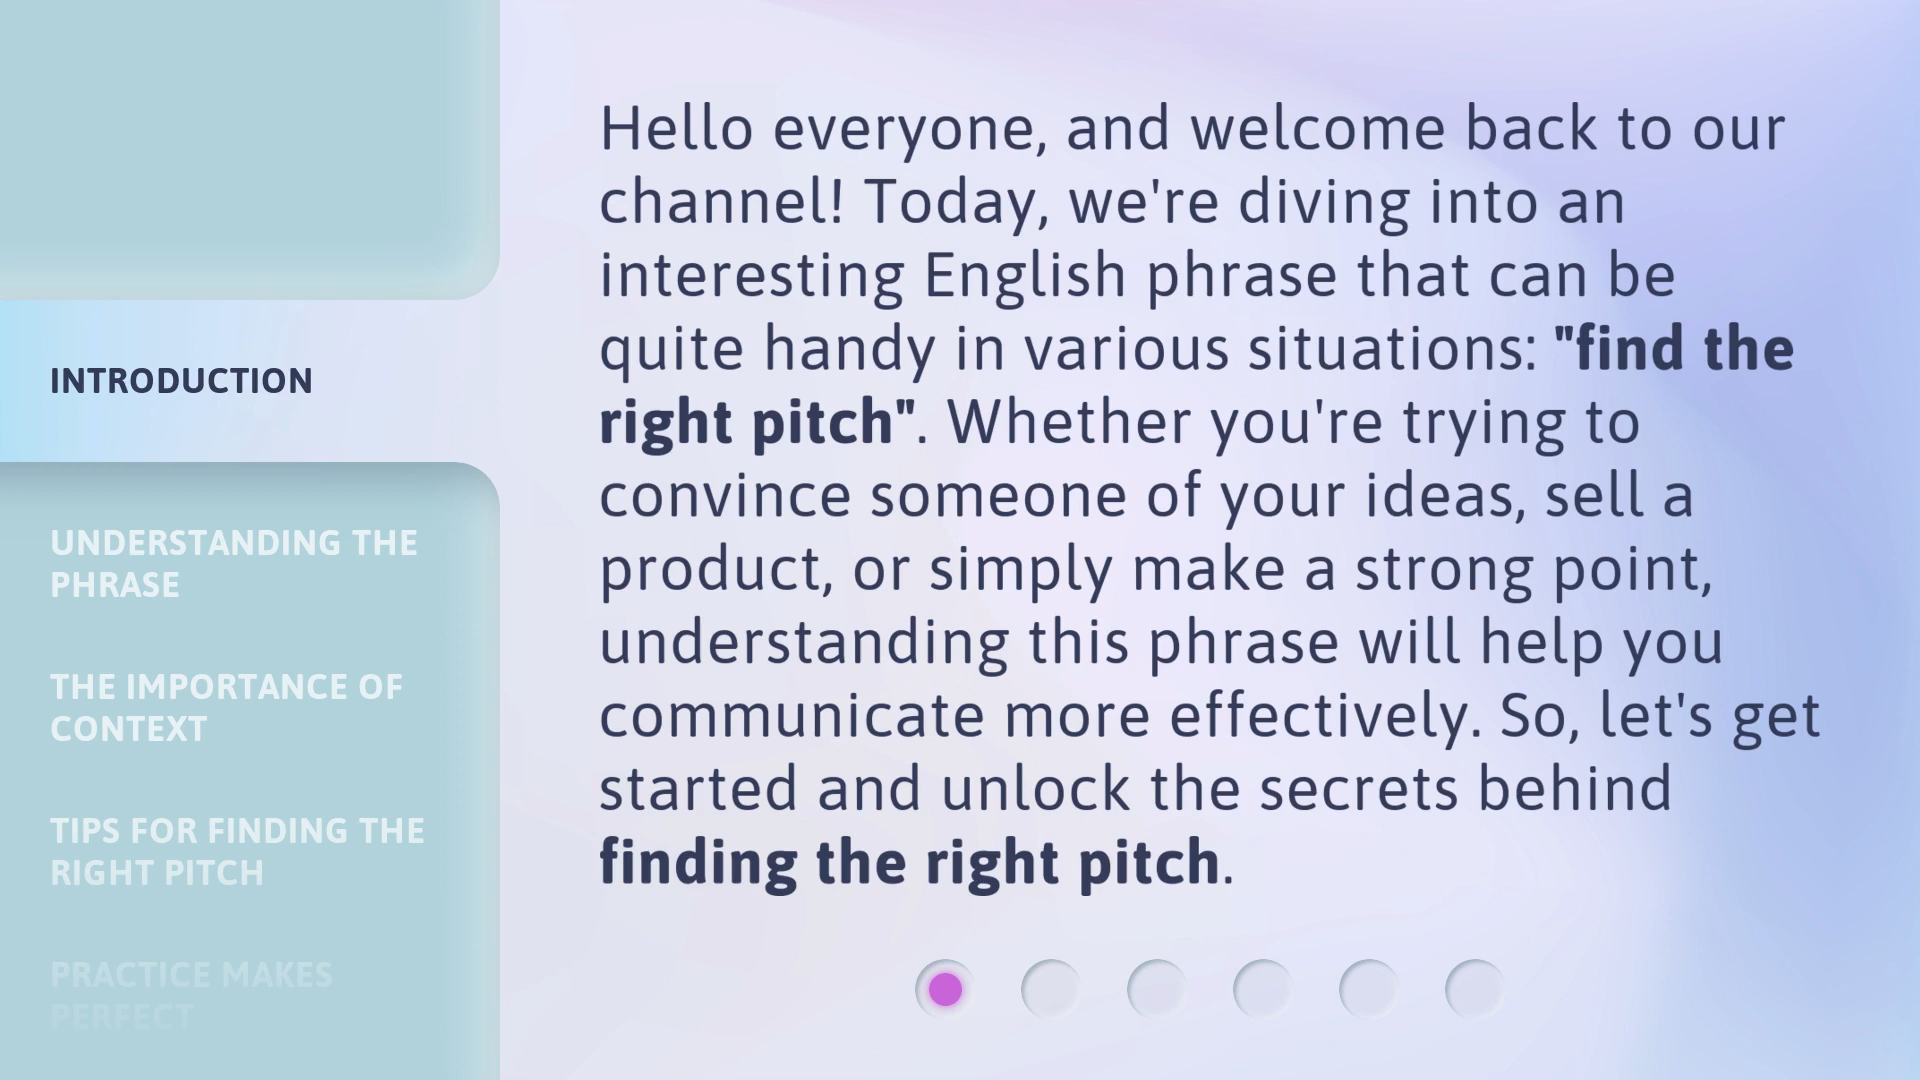 INTRODUCTION
UNDERSTANDING THE
PHRASE
THE IMPORTANCE OF
CONTEXT
TIPS FOR FINDING THE
RIGHT PITCH
PRACTICE MAKES
PERFECT
Hello everyone, and welcome back to our
channel! Today, we're diving into an
interesting English phrase that can be
quite handy in various situations: "find the
right pitch". Whether you're trying to
convince someone of your ideas, sell a
product, or simply make a strong point,
understanding this phrase will help you
communicate more effectively. So, let's get
started and unlock the secrets behind
finding the right pitch.